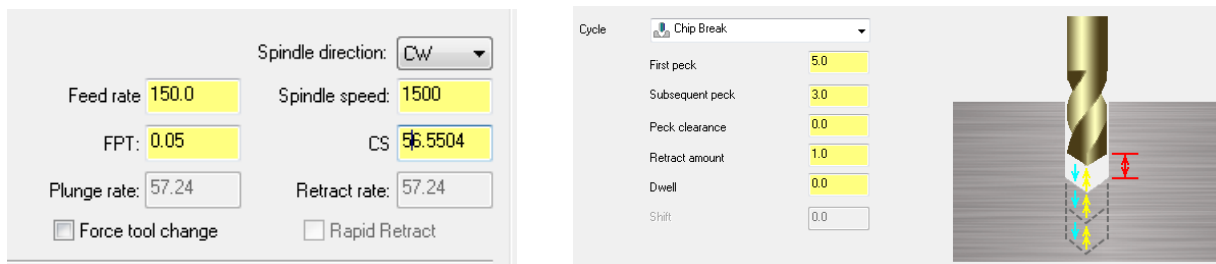 Spindle direction: CW
Feed rate 150.0 Spindle speed: 1500
FPT: 0.05 CS 56.5504
Plunge rate: 57.24 Retract rate: 57.24
Force tool change Rapid Retract
Cycle Chip Break
First peck 5.0
Subsequent peck 3.0
Peck clearance 0.0
Retract amount 1.0
Dwell 0.0
Shift 0.0